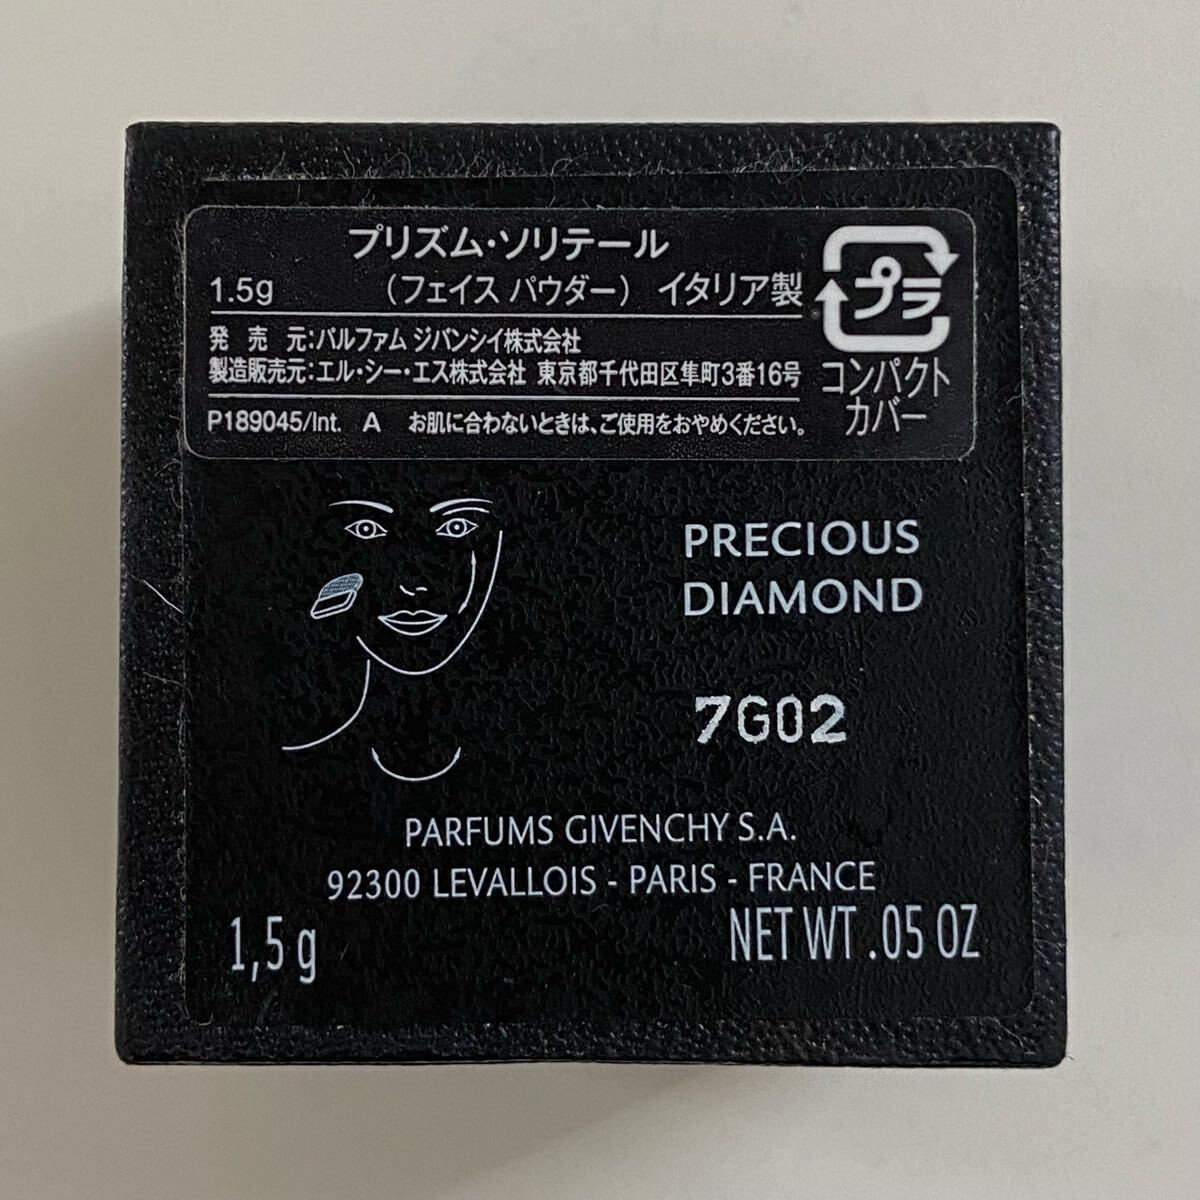 プリズム・ソリテール
1.5g （フェイス パウダー） イタリア製
発 売 元:パルファム ジバンシイ株式会社
製造販売元:エル・シー・エス株式会社 東京都千代田区隼町3番16号
P189045/Int. A お肌に合わないときは、ご使用をおやめください。
プラ
コンパクト
カバー
PRECIOUS
DIAMOND
7G02
PARFUMS GIVENCHY S.A.
92300 LEVALLOIS - PARIS - FRANCE
1,5 g NET WT .05 OZ